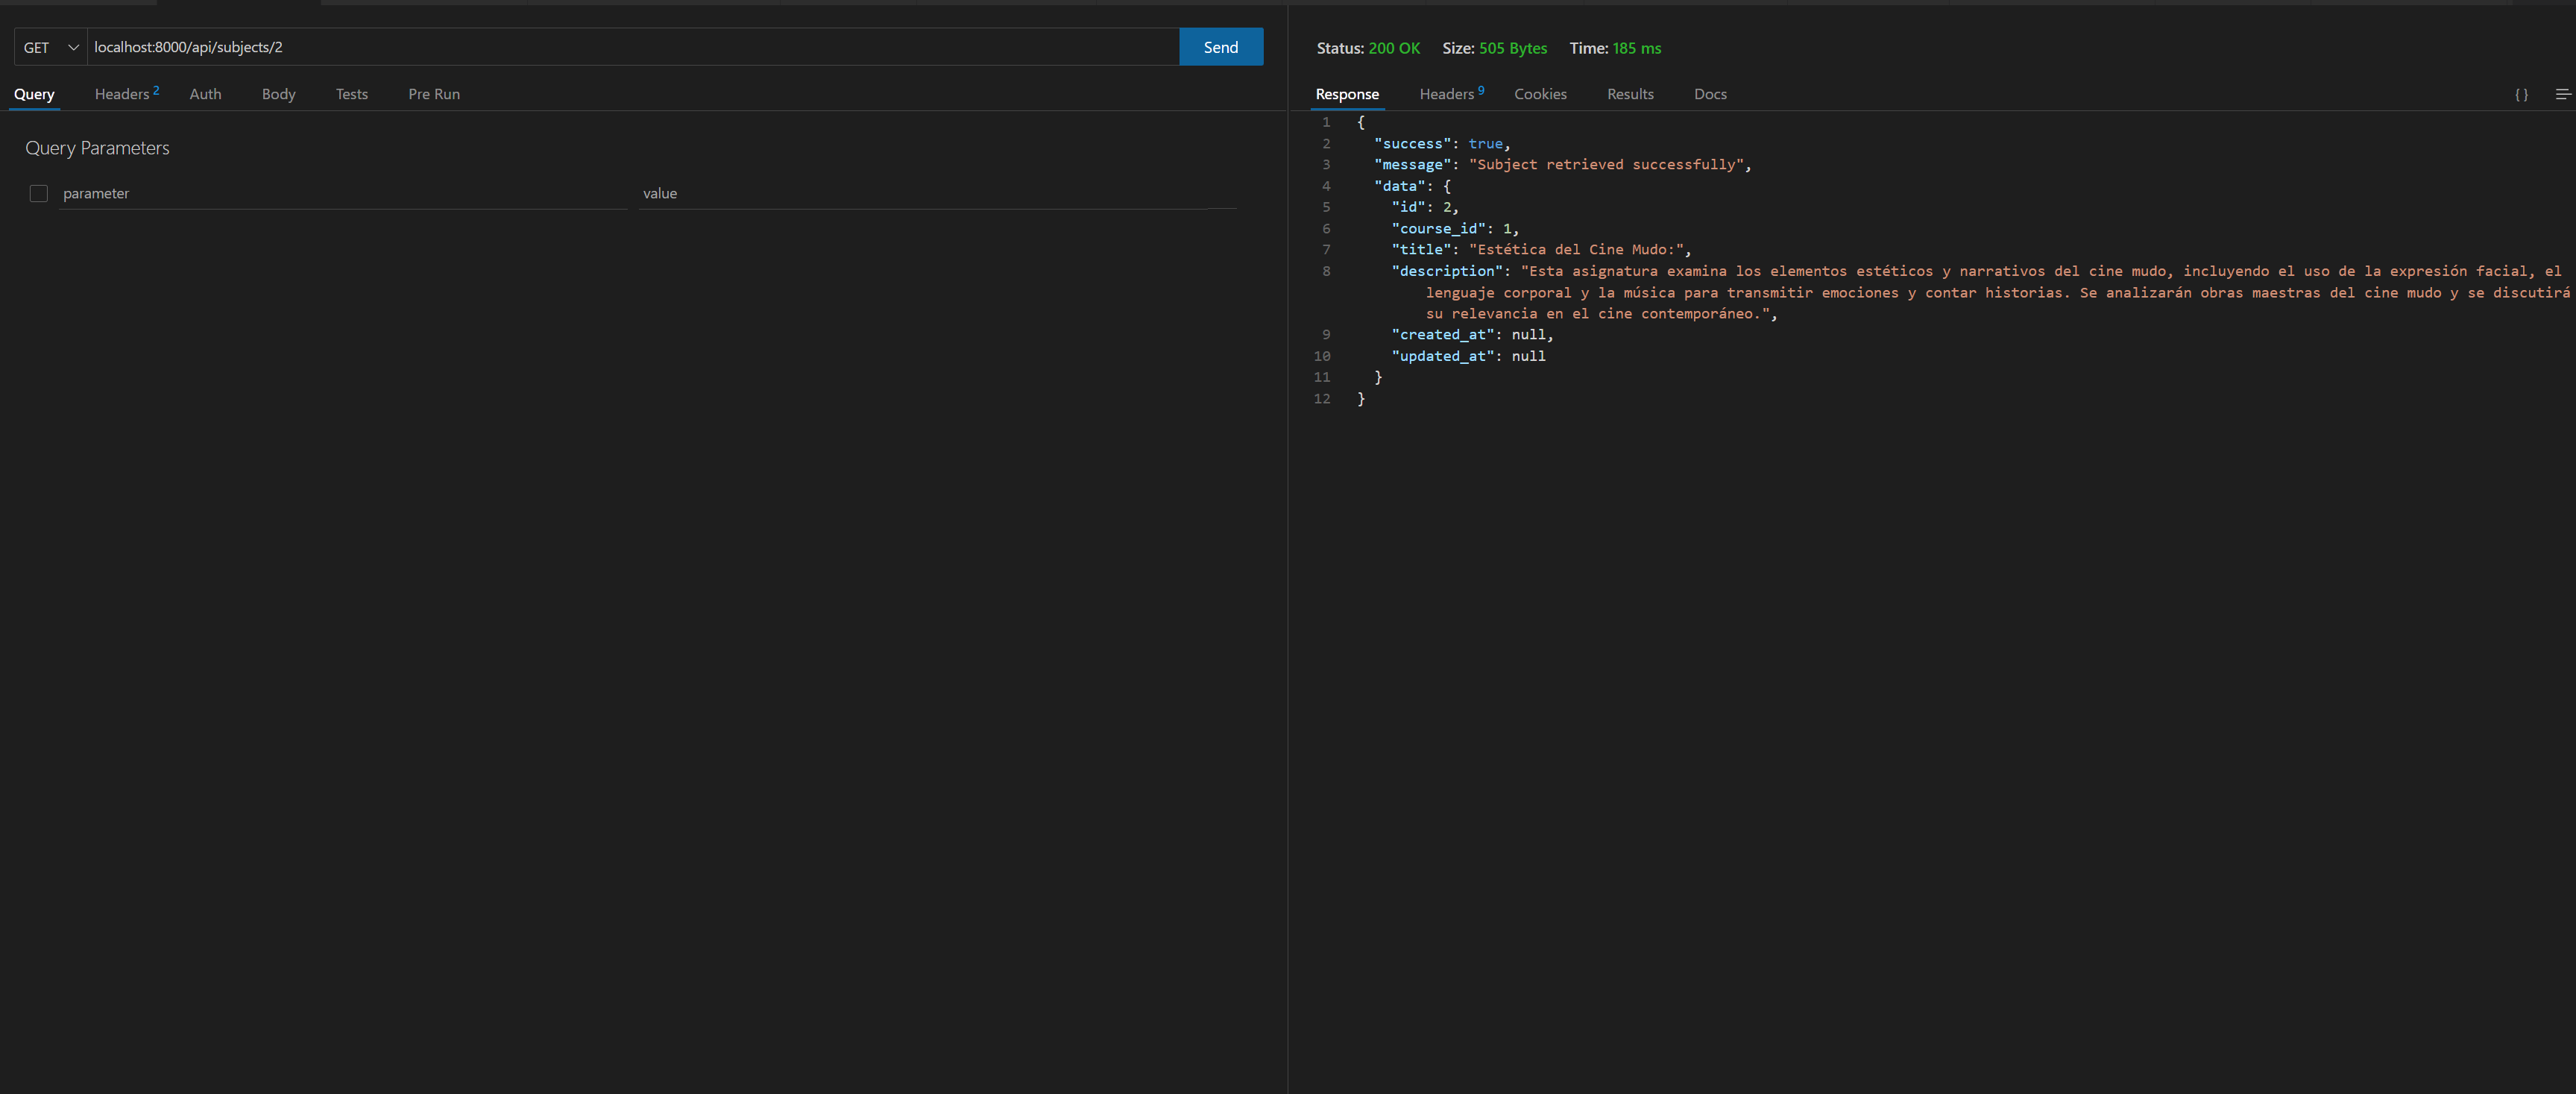 GET localhost:8000/api/subjects/2 Send
Query Headers 2 Auth Body Tests Pre Run
Query Parameters
parameter value
Status: 200 OK Size: 505 Bytes Time: 185 ms
Response Headers 9 Cookies Results Docs { }
1 {
2 "success": true,
3 "message": "Subject retrieved successfully",
4 "data": {
5 "id": 2,
6 "course_id": 1,
7 "title": "Estética del Cine Mudo:",
8 "description": "Esta asignatura examina los elementos estéticos y narrativos del cine mudo, incluyendo el uso de la expresión facial, el
lenguaje corporal y la música para transmitir emociones y contar historias. Se analizarán obras maestras del cine mudo y se discutirá
su relevancia en el cine contemporáneo.",
9 "created_at": null,
10 "updated_at": null
11 }
12 }